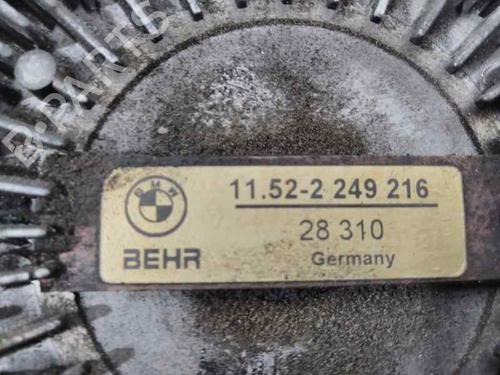 B-PARTS
BMW
11.52-2 249 216
28 310
BEHR
Germany